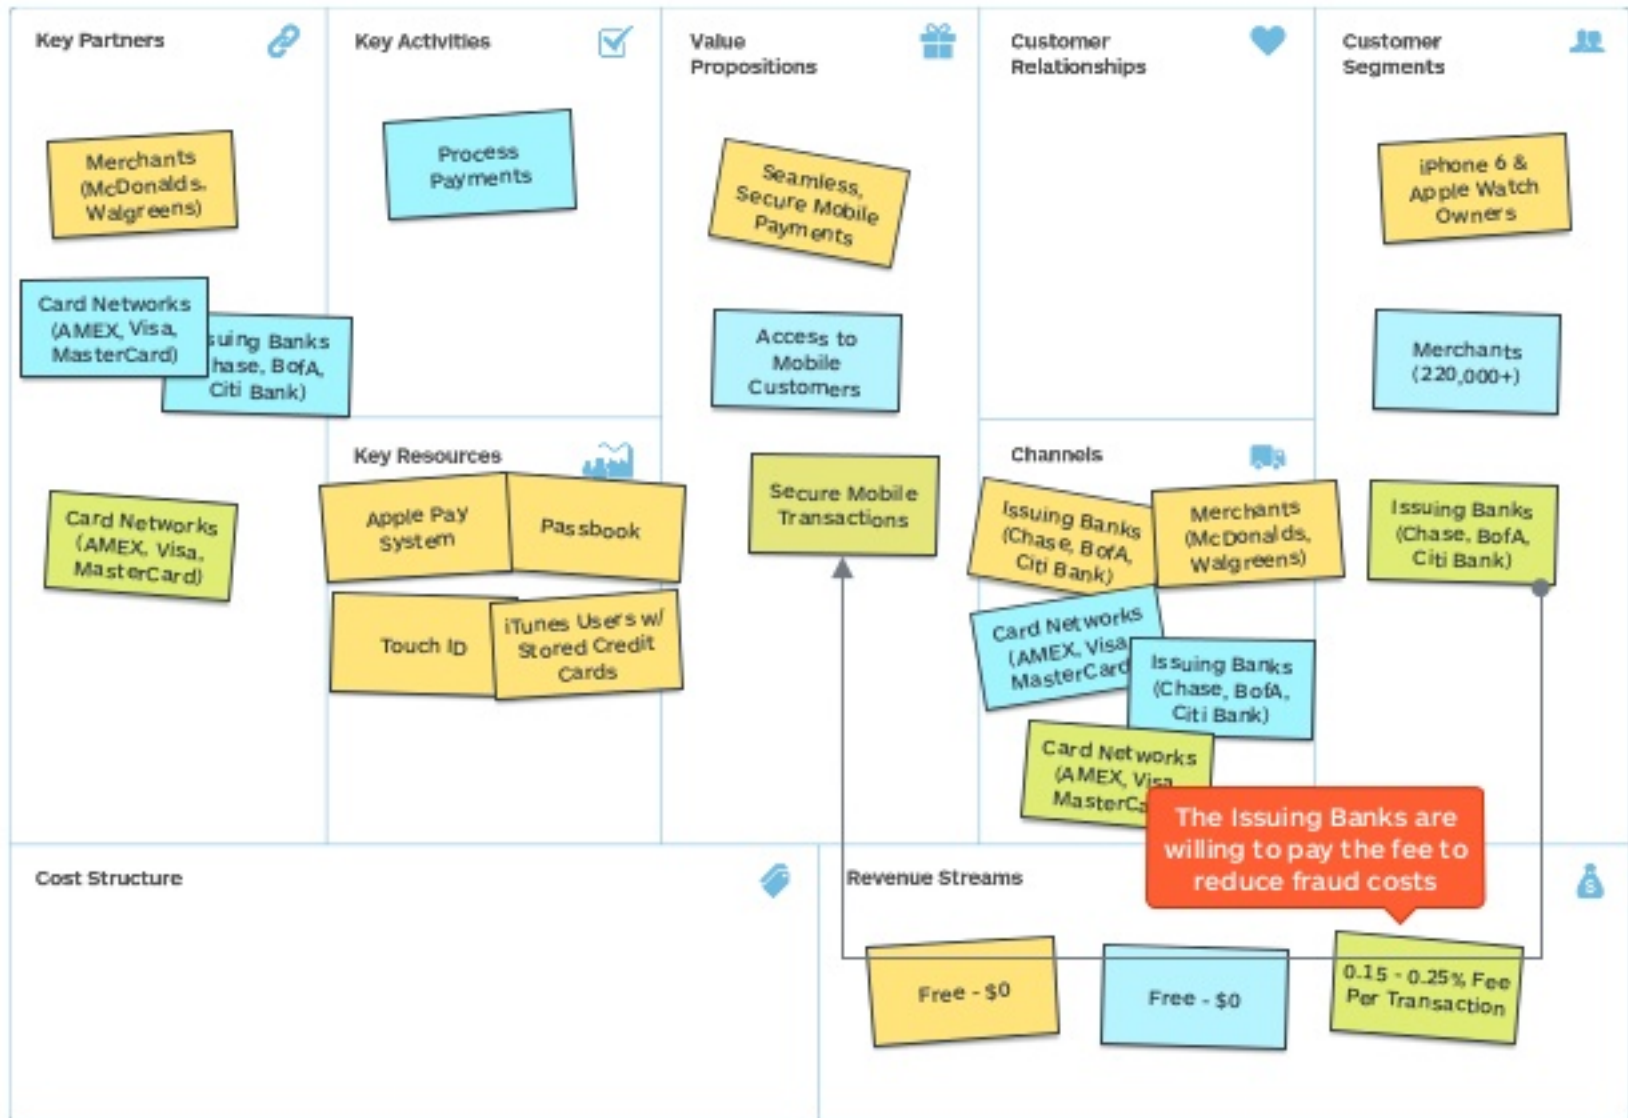 Key Partners
Merchants
(McDonalds,
Walgreens)
Card Networks
(AMEX, Visa,
MasterCard)
Banks
BofA,
Citi Bank)
Card Networks
(AMEX, Visa,
MasterCard)
Key Activities
Process
Payments
Key Resources
Apple Pay
System
Passbook
Touch ID
iTunes Users w/
Stored Credit
Cards
Value
Propositions
Seamless,
Secure Mobile
Payments
Access to
Mobile
Customers
Secure Mobile
Transactions
Customer
Relationships
Channels
Issuing Banks
(Chase, BofA,
Citi Bank)
Merchants
(McDonalds,
Walgreens)
Card Networks
(AMEX, Visa
MasterCard
Issuing Banks
(Chase, BofA,
Citi Bank)
Card Networks
(AMEX, Visa
Customer
Segments
iPhone 6 &
Apple Watch
Owners
Merchants
(220,000+)
Issuing Banks
(Chase, BofA,
Citi Bank)
Cost Structure
Revenue Streams
The Issuing Banks are
willing to pay the fee to
reduce fraud costs
Free - $0
Free - $0
0.15 - 0.25% Fee
Per Transaction
$